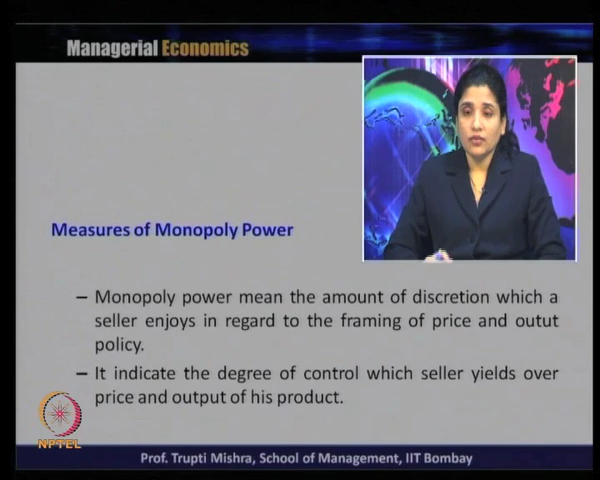 Managerial Economics
Measures of Monopoly Power
– Monopoly power mean the amount of discretion which a
seller enjoys in regard to the framing of price and outut
policy.
– It indicate the degree of control which seller yields over
price and output of his product.
NPTEL
Prof. Trupti Mishra, School of Management, IIT Bombay